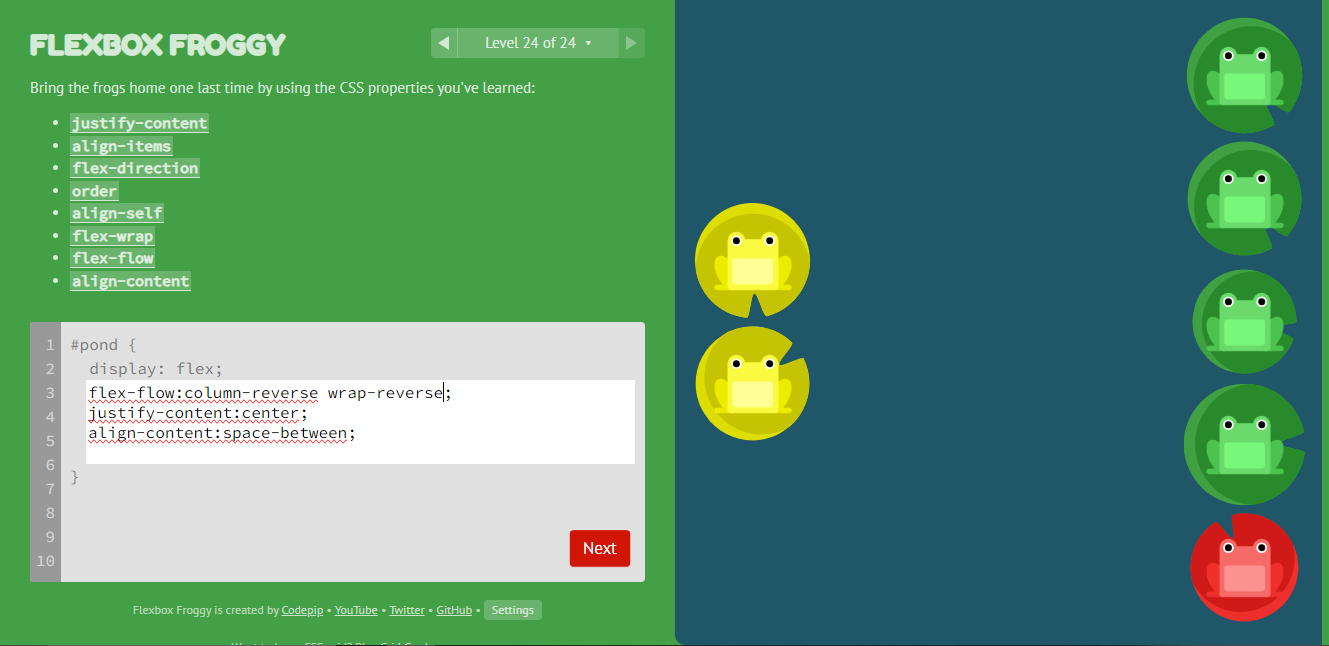 FLEXBOX FROGGY
Level 24 of 24
Bring the frogs home one last time by using the CSS properties you've learned:
justify-content
align-items
flex-direction
order
align-self
flex-wrap
flex-flow
align-content
1 #pond {
2 display: flex;
3 flex-flow:column-reverse wrap-reverse;
4 justify-content:center;
5 align-content:space-between;
6 }
7
8
9
10
Next
Flexbox Froggy is created by Codepip • YouTube • Twitter • GitHub • Settings